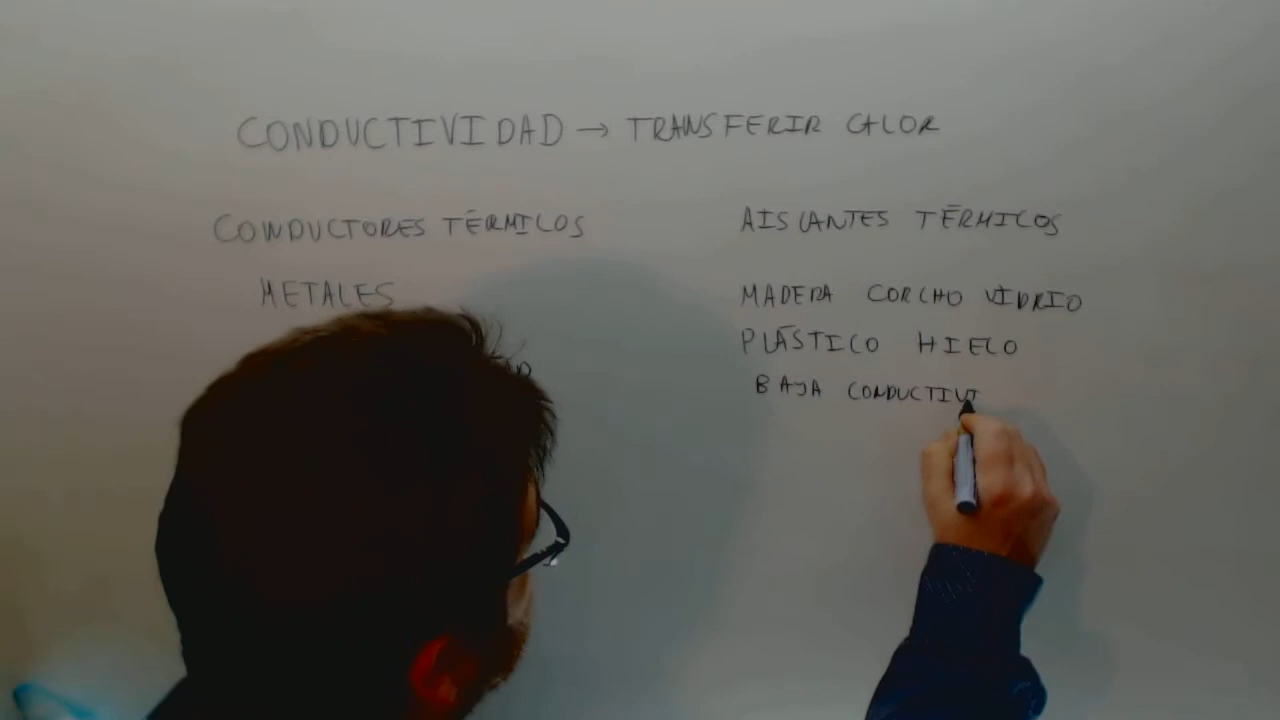 CONDUCTIVIDAD → TRANSFERIR CALOR
CONDUCTORES TÉRMICOS
METALES
AISLANTES TÉRMICOS
MADERA CORCHO VIDRIO
PLÁSTICO HIELO
BAJA CONDUCTIVI